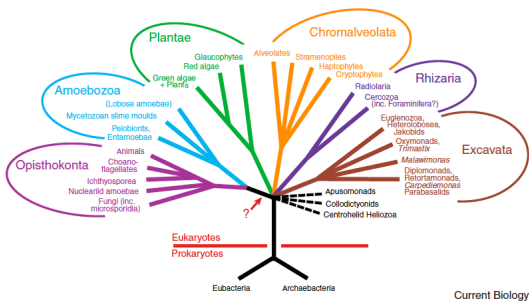 Chromalveolata
Plantae
Glaucophytes
Red algae
Green algae
+ Plants
Alveolates
Stramenopiles
Haptophytes
Cryptophytes
Rhizaria
Radiolaria
Cercozoa
(inc. Foraminifera?)
Amoebozoa
(Lobose amoebae)
Mycetozoan slime moulds
Pelobionts,
Entamoebae
Euglenozoa,
Heterolobosea,
Jakobids
Oxymonads,
Trimastix
Malawimonas
Diplomonads,
Retortamonads,
Carpediemonas
Parabasalids
Excavata
Opisthokonta
Animals
Choano-
flagellates
Ichthyosporea
Nuclearlid amoebae
Fungi (inc.
microsporidia)
?
Apusomonads
Collodictyonids
Centrohelid Heliozoa
Eukaryotes
Prokaryotes
Eubacteria
Archaebacteria
Current Biology